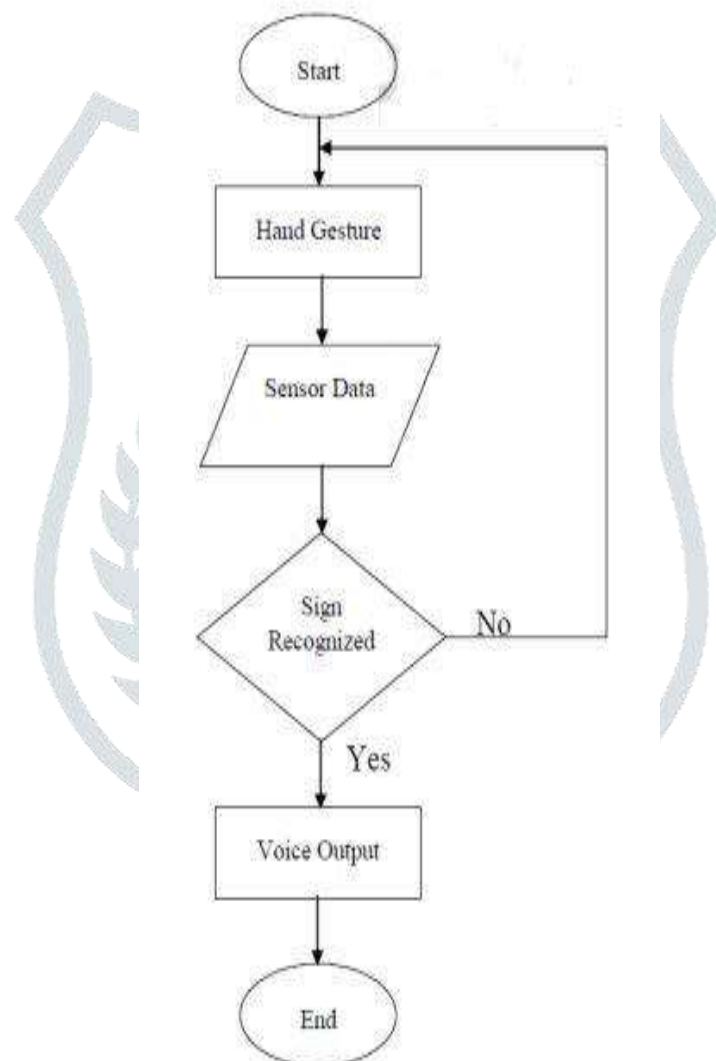 Start
Hand Gesture
Sensor Data
Sign
Recognized
No
Yes
Voice Output
End